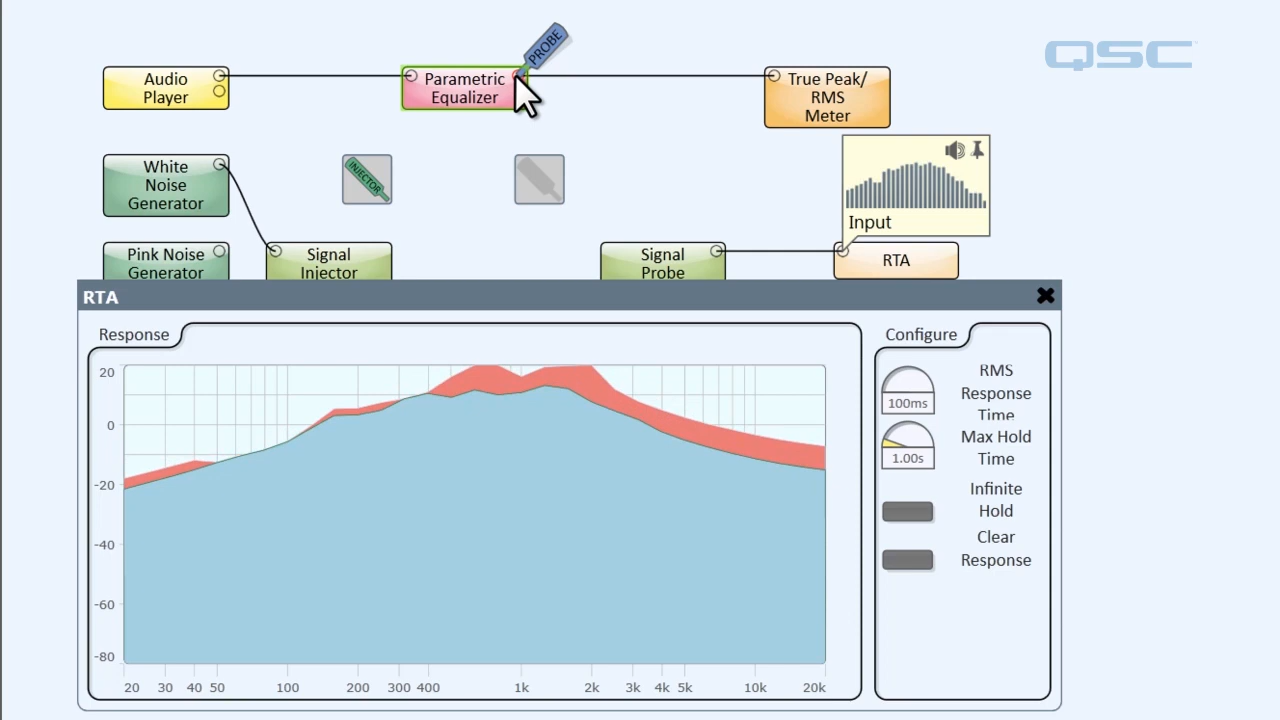 PROBE
QSC
Audio
Player
Parametric
Equalizer
True Peak/
RMS
Meter
White
Noise
Generator
INJECTOR
Input
Pink Noise
Generator
Signal
Injector
Signal
Probe
RTA
RTA
Response
20
0
-20
-40
-60
-80
20 30 40 50 100 200 300 400 1k 2k 3k 4k 5k 10k 20k
Configure
RMS
Response
Time
100ms
Max Hold
Time
1.00s
Infinite
Hold
Clear
Response